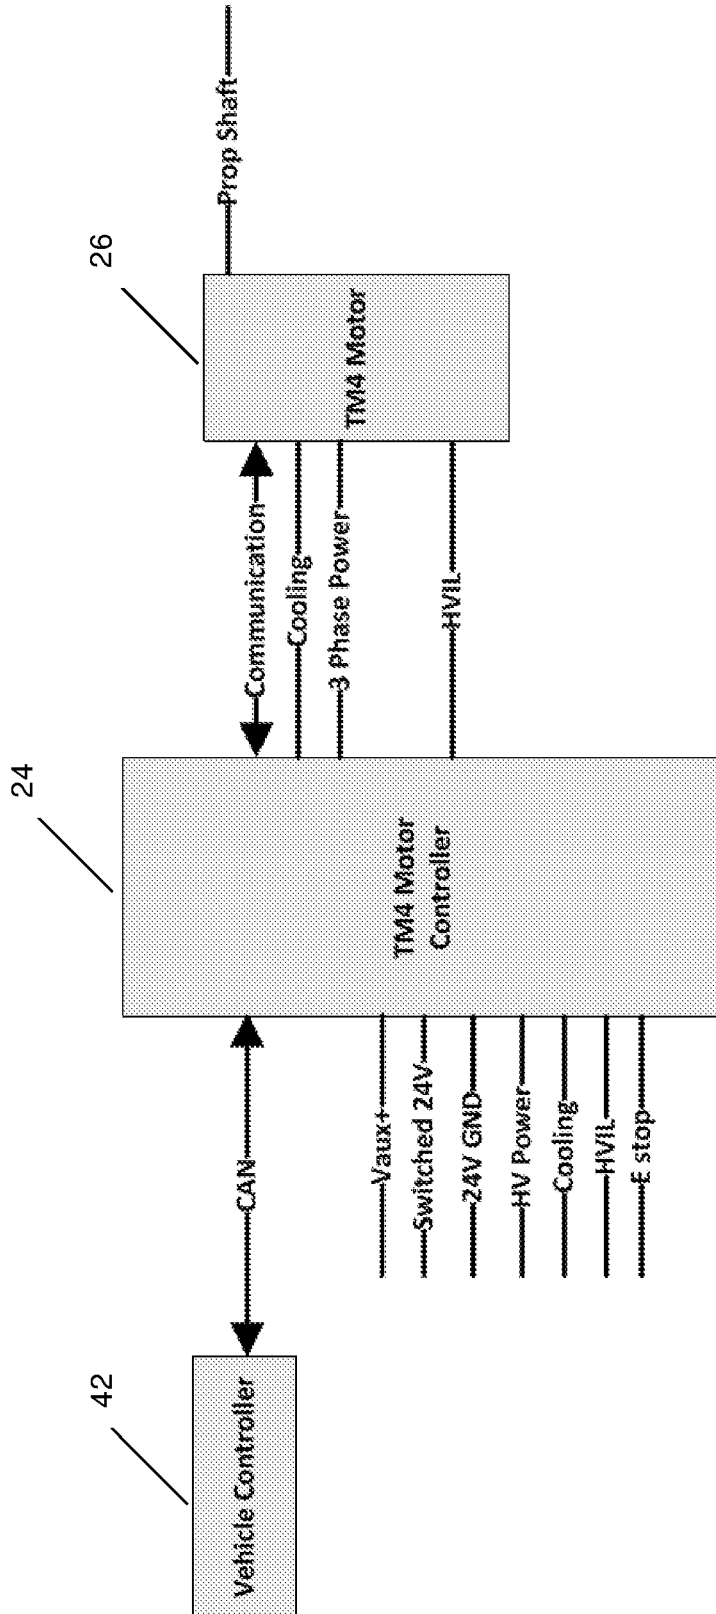 42
Vehicle Controller
CAN
Vaux+
Switched 24V
24V GND
HV Power
Cooling
HVIL
E stop
24
TM4 Motor
Controller
Communication
Cooling
3 Phase Power
HVIL
26
TM4 Motor
Prop Shaft